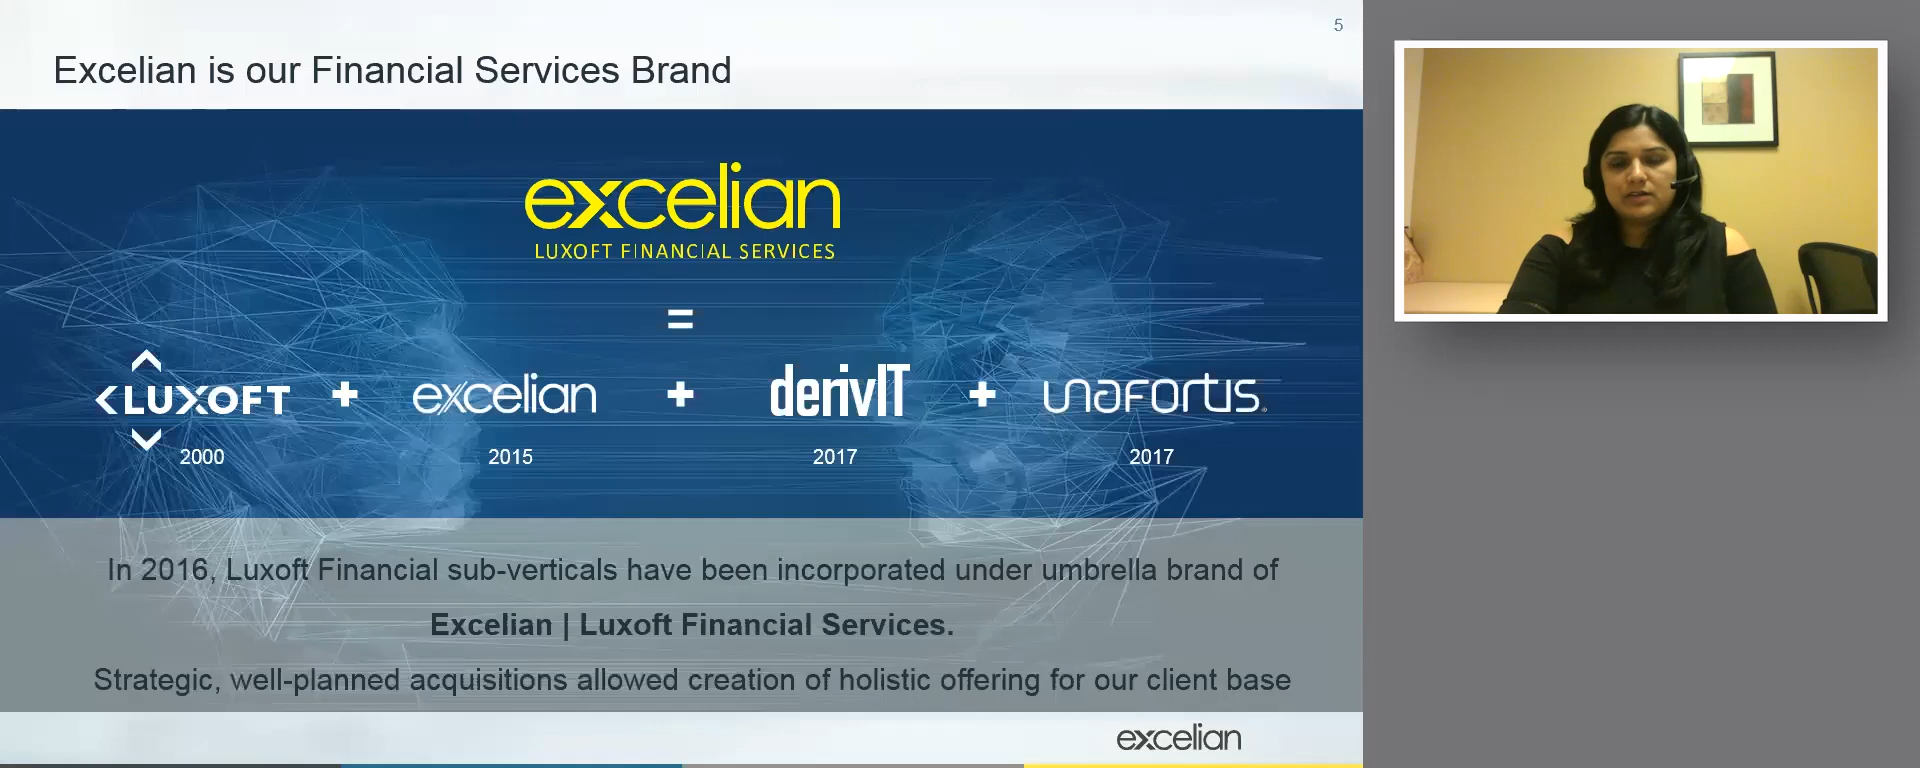 5
Excelian is our Financial Services Brand
excelian
LUXOFT FINANCIAL SERVICES
=
LUXOFT + excelian + derivIT + unafortis
2000 2015 2017 2017
In 2016, Luxoft Financial sub-verticals have been incorporated under umbrella brand of
Excelian | Luxoft Financial Services.
Strategic, well-planned acquisitions allowed creation of holistic offering for our client base
excelian